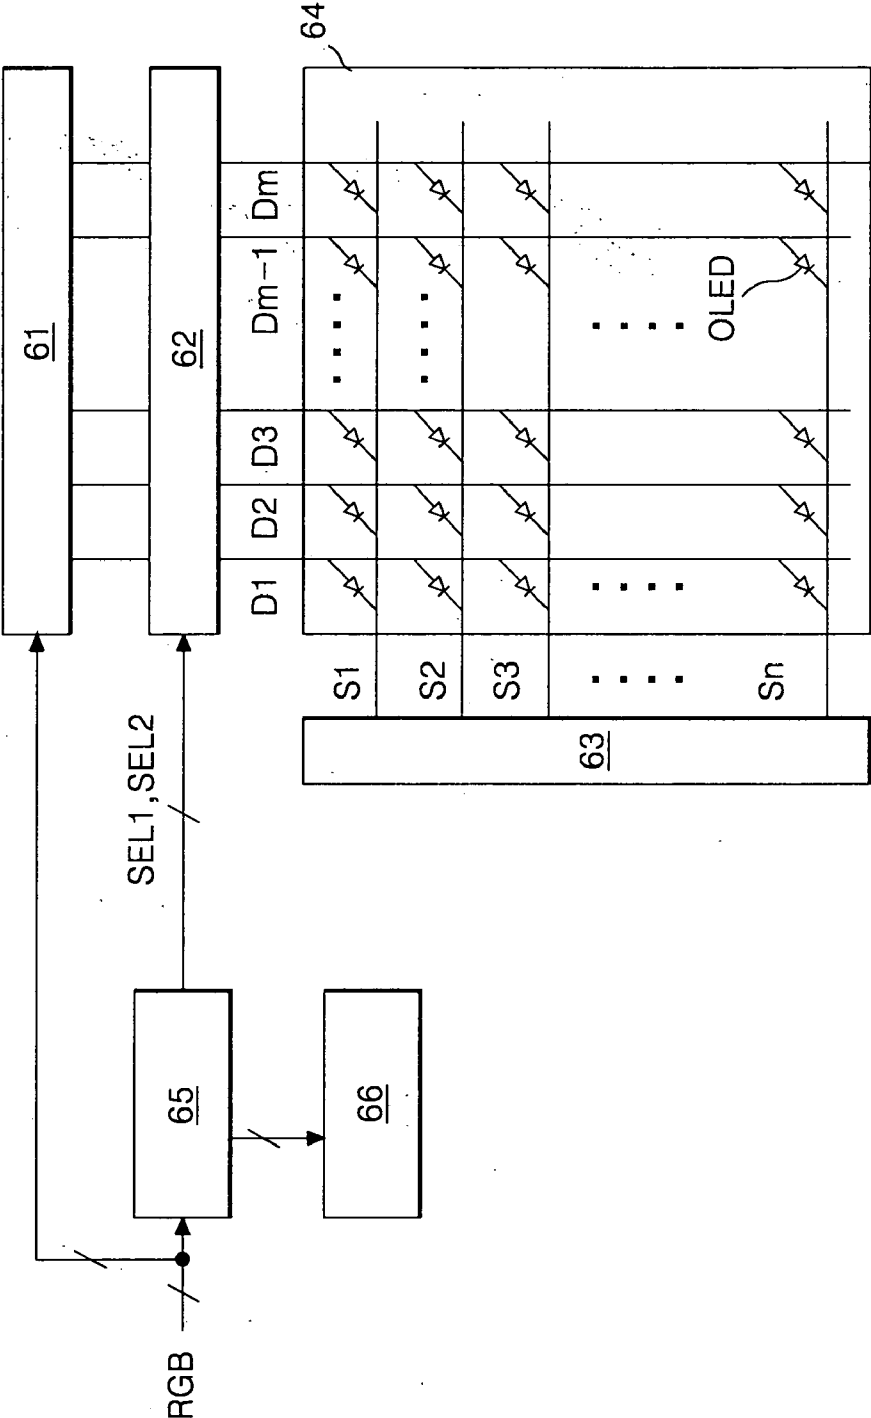 61
62
64
D1
D2
D3
Dm-1
Dm
S1
S2
S3
Sn
OLED
63
SEL1,SEL2
65
66
RGB